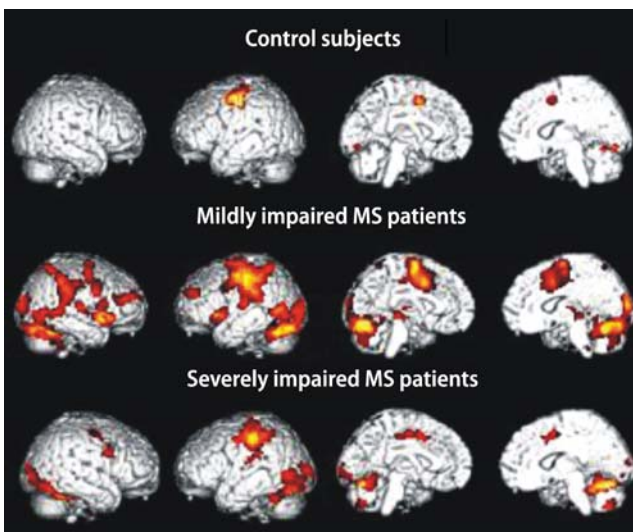 Control subjects
Mildly impaired MS patients
Severely impaired MS patients